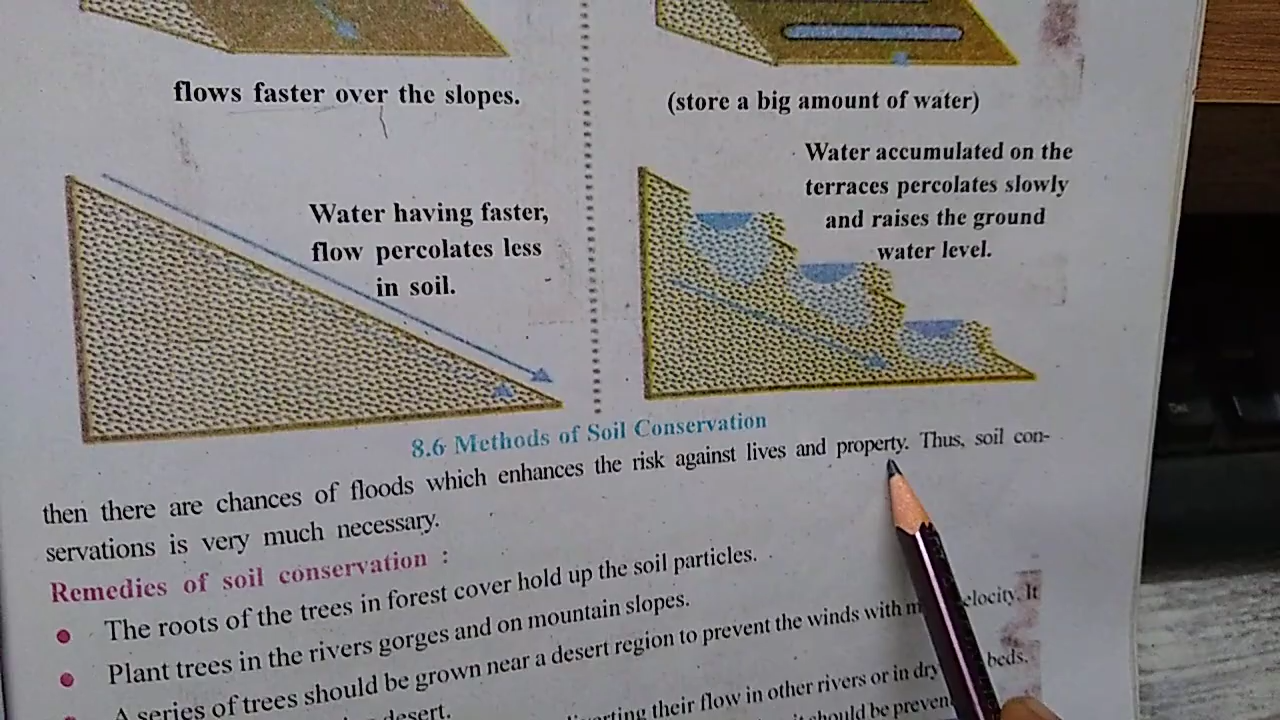 flows faster over the slopes.
(store a big amount of water)
Water having faster,
flow percolates less
in soil.
Water accumulated on the
terraces percolates slowly
and raises the ground
water level.
8.6 Methods of Soil Conservation
then there are chances of floods which enhances the risk against lives and property. Thus, soil con-
servations is very much necessary.
Remedies of soil conservation :
• The roots of the trees in forest cover hold up the soil particles.
• Plant trees in the rivers gorges and on mountain slopes.
• A series of trees should be grown near a desert region to prevent the winds with It
desert. their flow in other rivers or in dry beds.
should be